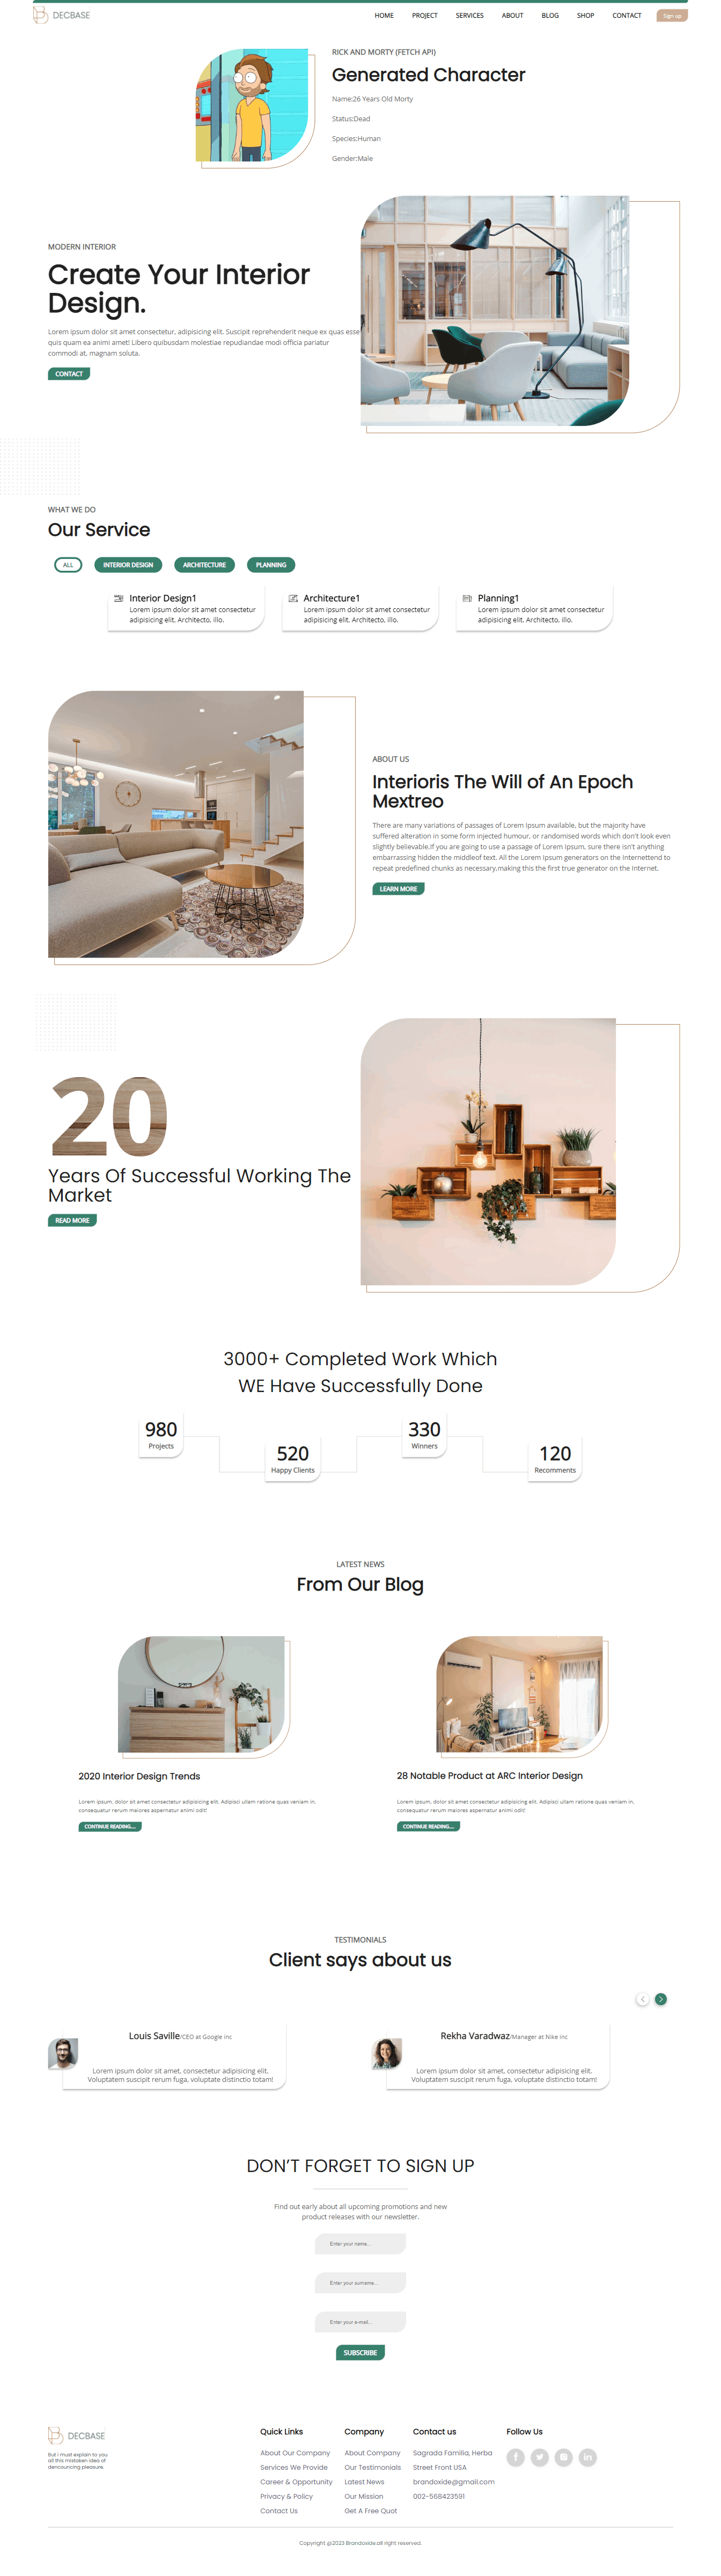 DECBASE
HOME PROJECT SERVICES ABOUT BLOG SHOP CONTACT Sign up
RICK AND MORTY (FETCH API)
Generated Character
Name:26 Years Old Morty
Status:Dead
Species:Human
Gender:Male
MODERN INTERIOR
Create Your Interior
Design.
Lorem ipsum dolor sit amet consectetur, adipisicing elit. Suscipit reprehenderit neque ex quas esse
quis quam ea animi amet! Libero quibusdam molestiae repudiandae modi officia pariatur
commodi at, magnam soluta.
CONTACT
WHAT WE DO
Our Service
ALL INTERIOR DESIGN ARCHITECTURE PLANNING
Interior Design1
Lorem ipsum dolor sit amet consectetur
adipisicing elit. Architecto, illo.
Architecture1
Lorem ipsum dolor sit amet consectetur
adipisicing elit. Architecto, illo.
Planning1
Lorem ipsum dolor sit amet consectetur
adipisicing elit. Architecto, illo.
ABOUT US
Interioris The Will of An Epoch
Mextreo
There are many variations of passages of Lorem Ipsum available, but the majority have
suffered alteration in some form injected humour, or randomised words which don't look even
slightly believable.If you are going to use a passage of Lorem Ipsum, sure there isn't anything
embarrassing hidden the middleof text. All the Lorem Ipsum generators on the Internettend to
repeat predefined chunks as necessary,making this the first true generator on the Internet.
LEARN MORE
20
Years Of Successful Working The
Market
READ MORE
3000+ Completed Work Which
WE Have Successfully Done
980
Projects
520
Happy Clients
330
Winners
120
Recomments
LATEST NEWS
From Our Blog
2020 Interior Design Trends
Lorem ipsum, dolor sit amet consectetur adipisicing elit. Adipisci ullam ratione quas veniam in,
consequatur rerum maiores aspernatur animi odit!
CONTINUE READING....
28 Notable Product at ARC Interior Design
Lorem ipsum, dolor sit amet consectetur adipisicing elit. Adipisci ullam ratione quas veniam in,
consequatur rerum maiores aspernatur animi odit!
CONTINUE READING....
TESTIMONIALS
Client says about us
Louis Saville/CEO at Google inc
Lorem ipsum dolor sit amet, consectetur adipisicing elit.
Voluptatem suscipit rerum fuga, voluptate distinctio totam!
Rekha Varadwaz/Manager at Nike inc
Lorem ipsum dolor sit amet, consectetur adipisicing elit.
Voluptatem suscipit rerum fuga, voluptate distinctio totam!
DON'T FORGET TO SIGN UP
Find out early about all upcoming promotions and new
product releases with our newsletter.
Enter your name...
Enter your surname...
Enter your e-mail...
SUBSCRIBE
DECBASE
But I must explain to you
all this mistaken idea of
dencouncing pleasure.
Quick Links
About Our Company
Services We Provide
Career & Opportunity
Privacy & Policy
Contact Us
Company
About Company
Our Testimonials
Latest News
Our Mission
Get A Free Quot
Contact us
Sagrada Familia, Herba
Street Front USA
brandoxide@gmail.com
002-568423591
Follow Us
Copyright @2023 Brandoxide.all right reserved.